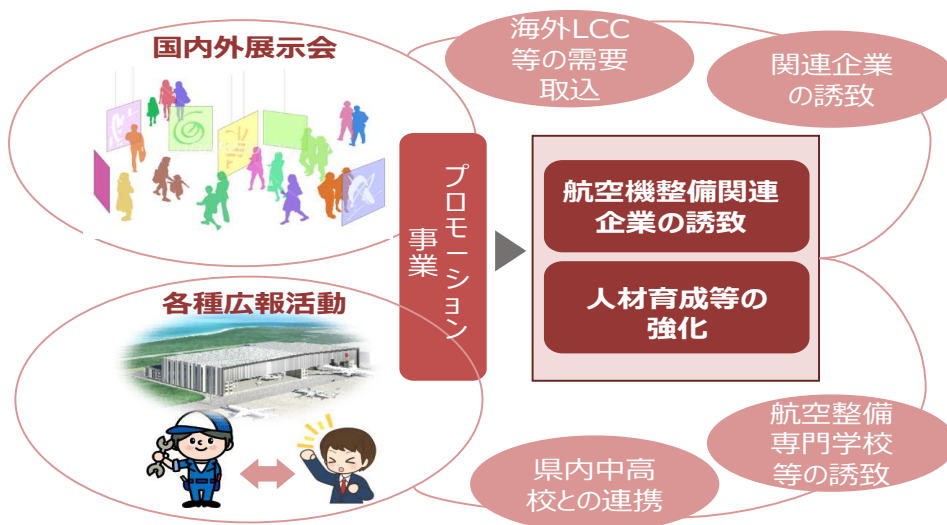 国内外展示会
海外LCC
等の需要
取込
関連企業
の誘致
プロモーション
事業
航空機整備関連
企業の誘致
人材育成等の
強化
各種広報活動
県内中高
校との連携
航空整備
専門学校
等の誘致